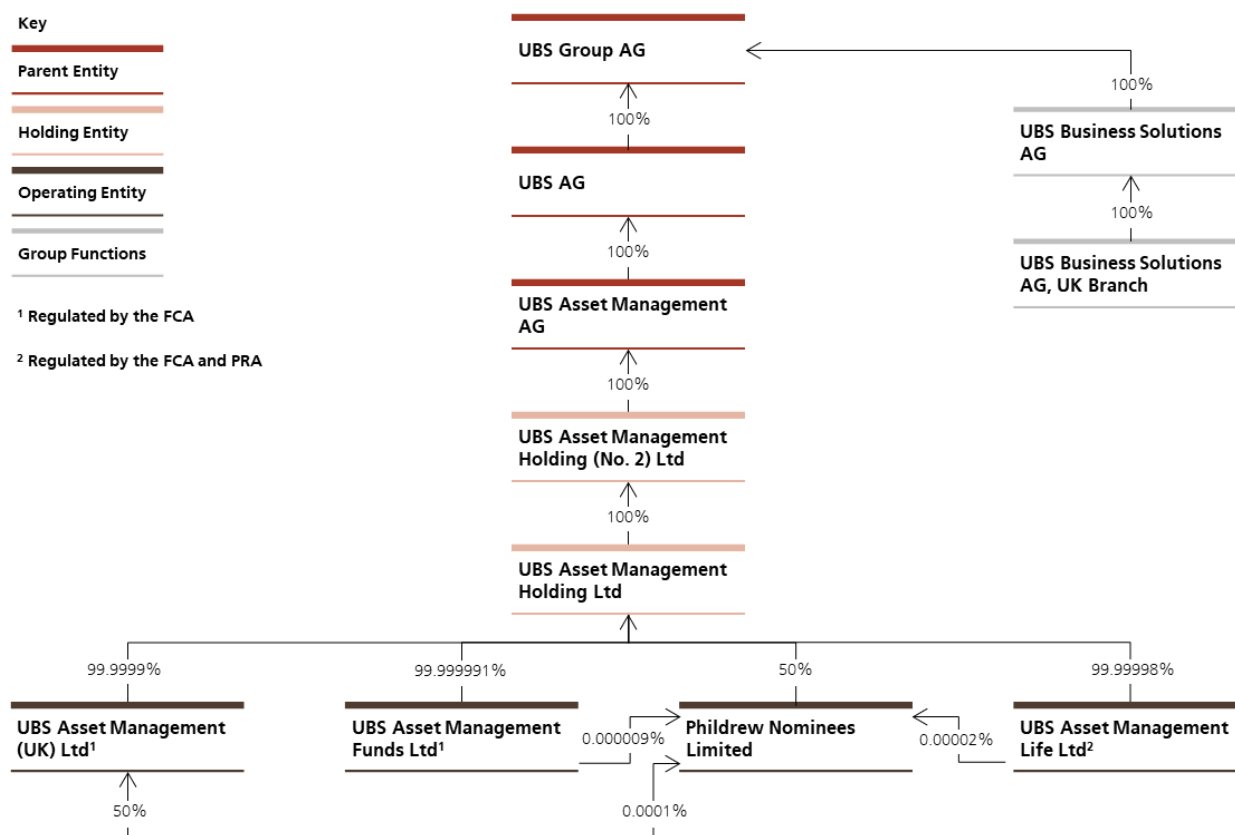 Key
Parent Entity
Holding Entity
Operating Entity
Group Functions
¹ Regulated by the FCA
² Regulated by the FCA and PRA
UBS Group AG
100%
UBS AG
100%
UBS Asset Management
AG
100%
UBS Asset Management
Holding (No. 2) Ltd
100%
UBS Asset Management
Holding Ltd
100%
UBS Business Solutions
AG
100%
UBS Business Solutions
AG, UK Branch
99.9999%
99.999991%
50%
99.99998%
UBS Asset Management
(UK) Ltd¹
UBS Asset Management
Funds Ltd¹
0.000009%
Phildrew Nominees
Limited
0.00002%
UBS Asset Management
Life Ltd²
50%
0.0001%